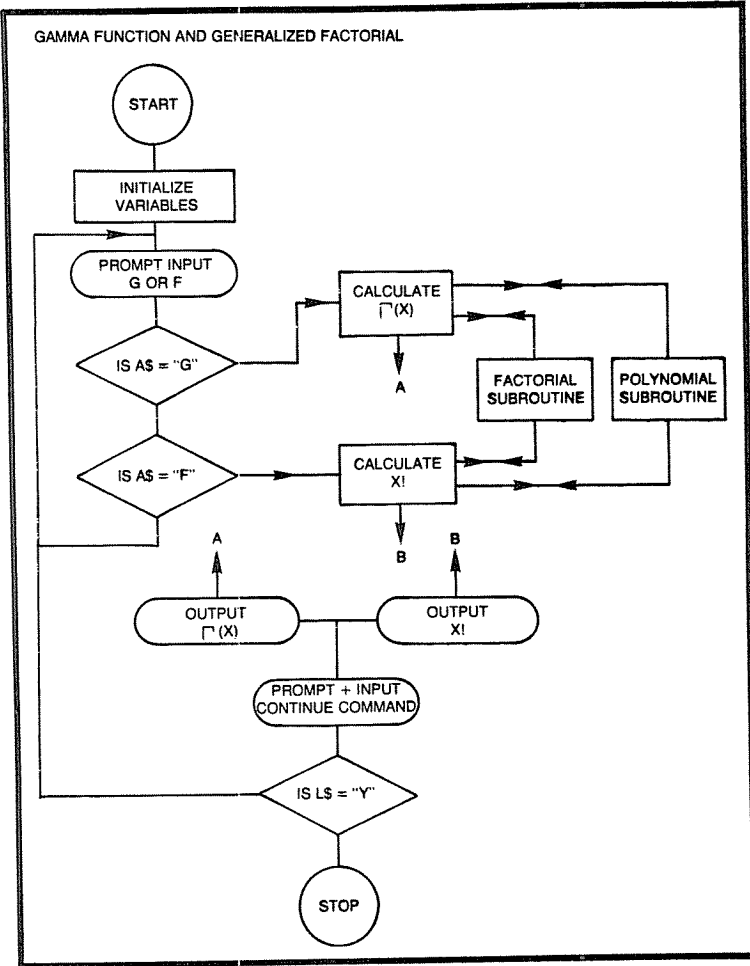 GAMMA FUNCTION AND GENERALIZED FACTORIAL
START
INITIALIZE
VARIABLES
PROMPT INPUT
G OR F
IS A$ = "G"
CALCULATE
Γ(X)
A
FACTORIAL
SUBROUTINE
POLYNOMIAL
SUBROUTINE
IS A$ = "F"
CALCULATE
X!
B
A
B
OUTPUT
Γ(X)
OUTPUT
X!
PROMPT + INPUT
CONTINUE COMMAND
IS L$ = "Y"
STOP